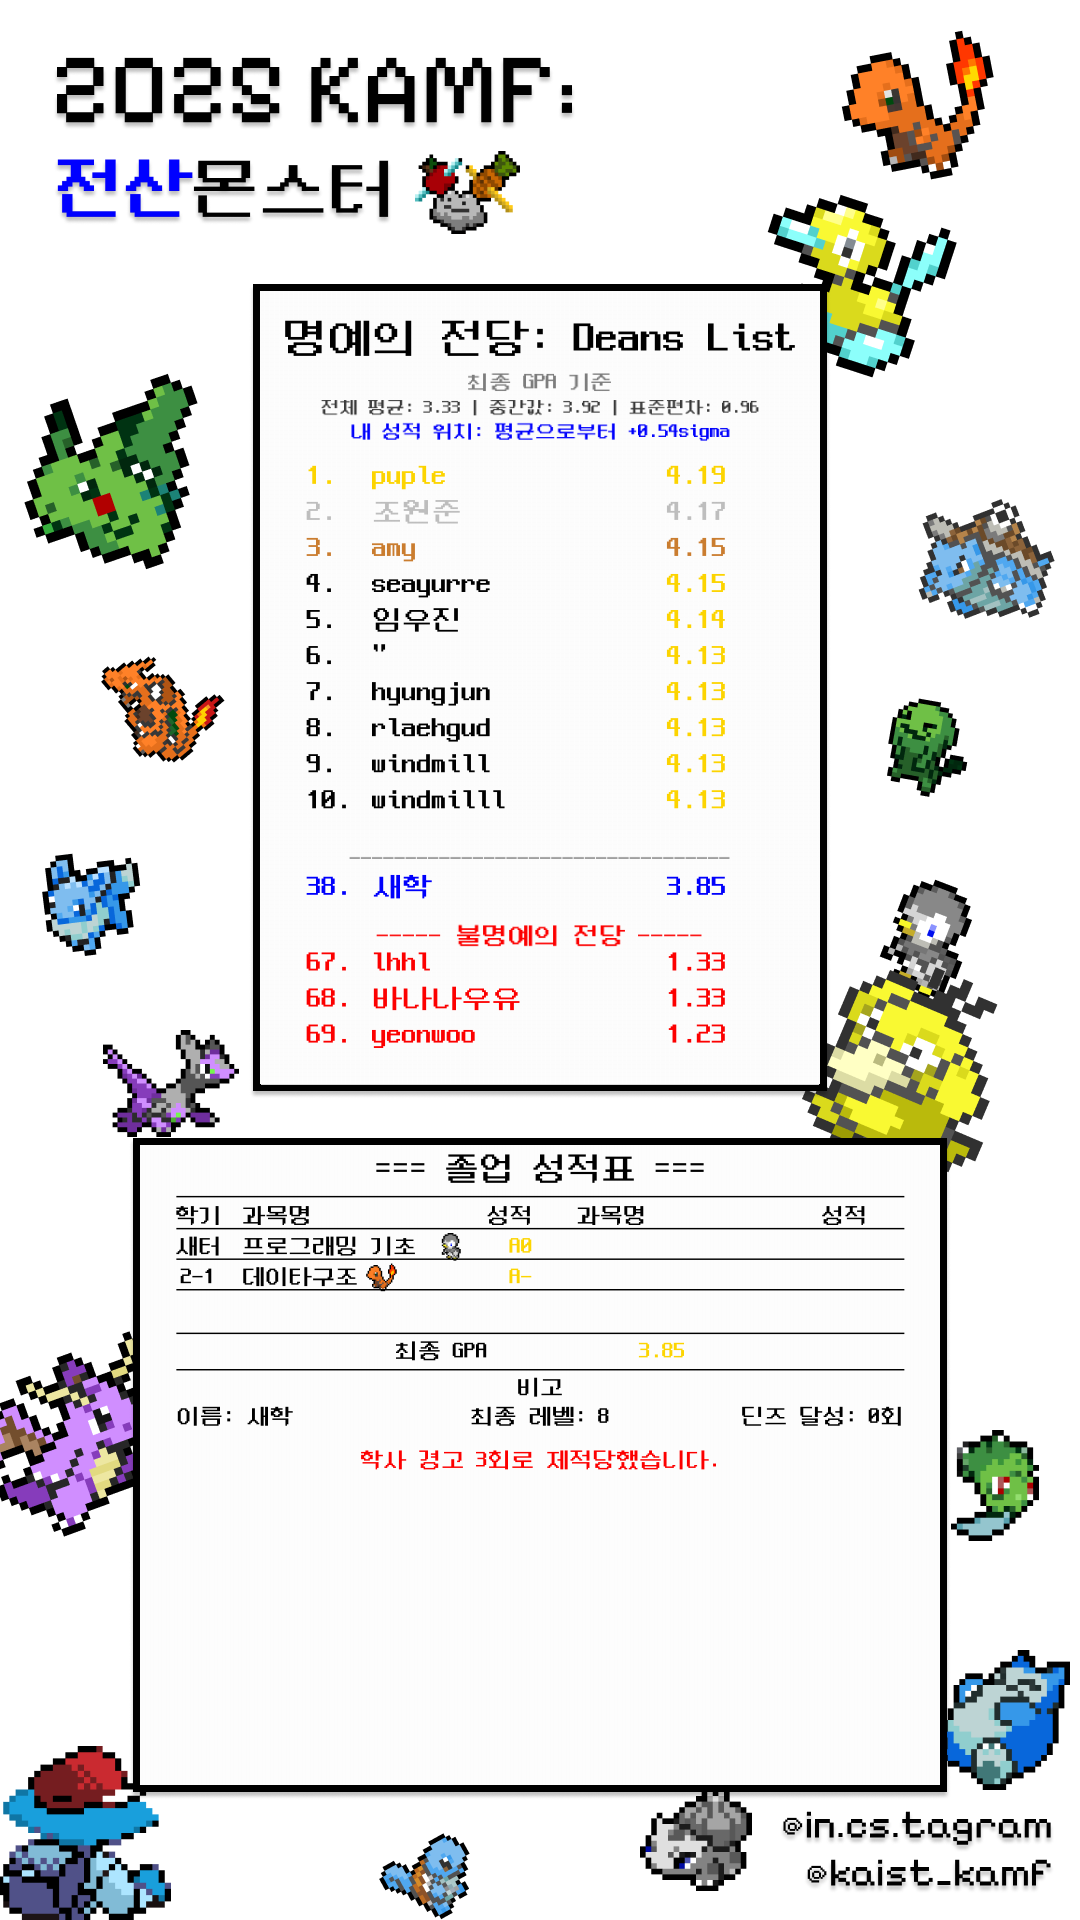 2025 KAMF:
전산몬스터
명예의 전당: Deans List
최종 GPA 기준
전체 평균: 3.33 | 중간값: 3.92 | 표준편차: 0.96
내 성적 위치: 평균으로부터 +0.54sigma
1. puple 4.19
2. 조원준 4.17
3. amy 4.15
4. seayurre 4.15
5. 임우진 4.14
6. " 4.13
7. hyungjun 4.13
8. rlaehgud 4.13
9. windmill 4.13
10. windmilll 4.13
--------------------------------
38. 새학 3.85
----- 불명예의 전당 -----
67. lhhl 1.33
68. 바나나우유 1.33
69. yeonwoo 1.23
=== 졸업 성적표 ===
학기 과목명 성적 과목명 성적
새터 프로그래밍 기초 A0
2-1 데이타구조 A-
최종 GPA 3.85
비고
이름: 새학 최종 레벨: 8 딘즈 달성: 0회
학사 경고 3회로 제적당했습니다.
@in.cs.tagram
@kaist_kamf